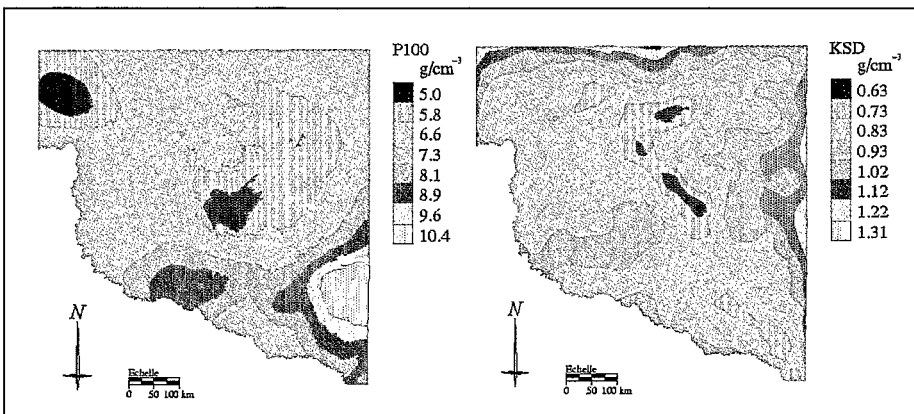 P100
g/cm⁻³
5.0
5.8
6.6
7.3
8.1
8.9
9.6
10.4
N
Echelle
0 50 100 km
KSD
g/cm⁻³
0.63
0.73
0.83
0.93
1.02
1.12
1.22
1.31
N
Echelle
0 50 100 km